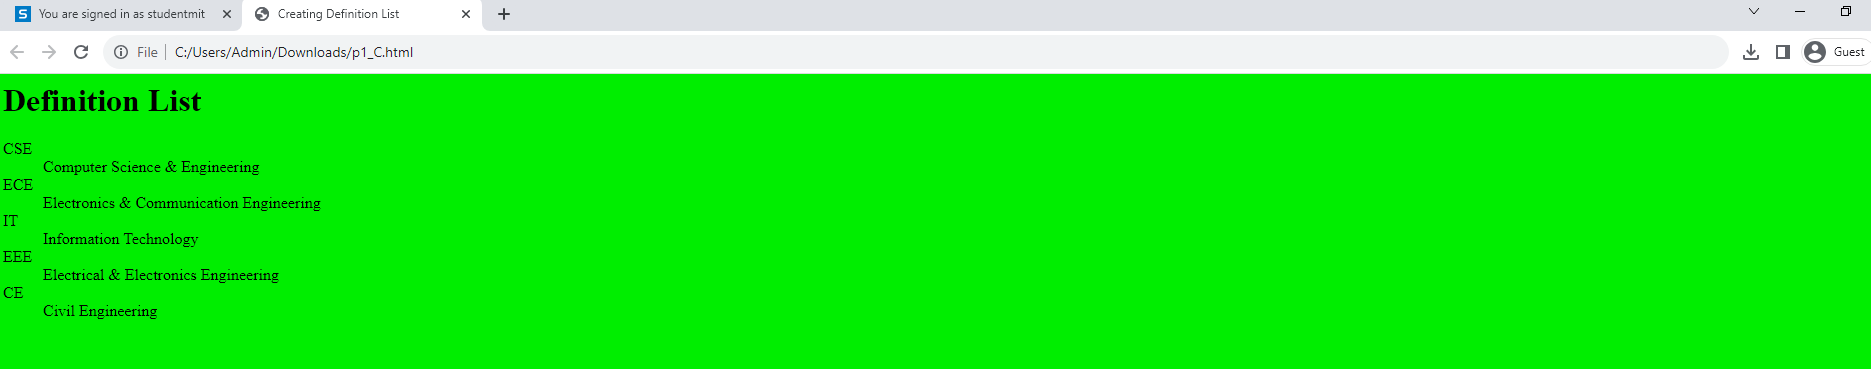 S You are signed in as studentmit
Creating Definition List
File C:/Users/Admin/Downloads/p1_C.html
Guest
Definition List
CSE
Computer Science & Engineering
ECE
Electronics & Communication Engineering
IT
Information Technology
EEE
Electrical & Electronics Engineering
CE
Civil Engineering